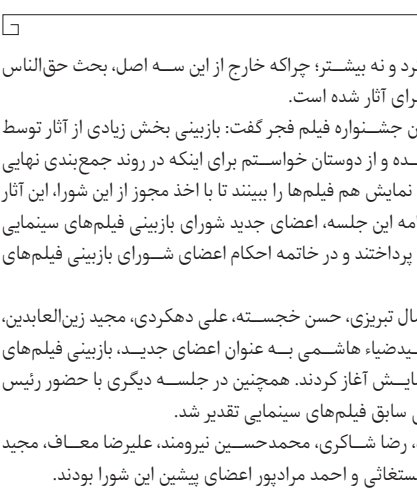 رد و نه بیشتر؛ چراکه خارج از این سه اصل، بحث حق‌الناس
رای آثار شده است.
ن جشنواره فیلم فجر گفت: بازبینی بخش زیادی از آثار توسط
ده و از دوستان خواستم برای اینکه در روند جمع‌بندی نهایی
نمایش هم فیلم‌ها را ببینند تا با اخذ مجوز از این شورا، این آثار
امه این جلسه، اعضای جدید شورای بازبینی فیلم‌های سینمایی
پرداختند و در خاتمه احکام اعضای شورای بازبینی فیلم‌های
ال تبریزی، حسن خجسته، علی دهکردی، مجید زین‌العابدین،
یدضیاء هاشمی به عنوان اعضای جدید، بازبینی فیلم‌های
ایش آغاز کردند. همچنین در جلسه دیگری با حضور رئیس
ی سابق فیلم‌های سینمایی تقدیر شد.
، رضا شاکری، محمدحسین نیرومند، علیرضا معاف، مجید
ستغاثی و احمد مرادپور اعضای پیشین این شورا بودند.